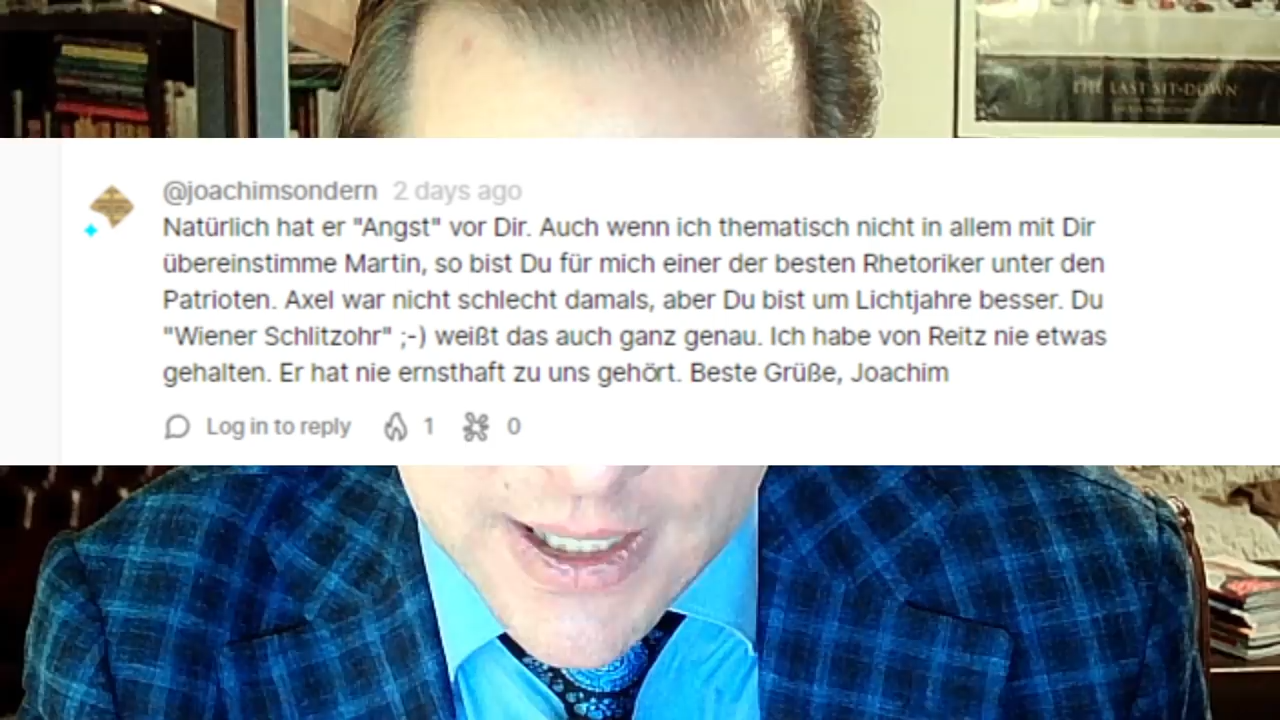 THE LAST SIT-DOWN
@joachimsondern 2 days ago
Natürlich hat er "Angst" vor Dir. Auch wenn ich thematisch nicht in allem mit Dir
übereinstimme Martin, so bist Du für mich einer der besten Rhetoriker unter den
Patrioten. Axel war nicht schlecht damals, aber Du bist um Lichtjahre besser. Du
"Wiener Schlitzohr" ;-) weißt das auch ganz genau. Ich habe von Reitz nie etwas
gehalten. Er hat nie ernsthaft zu uns gehört. Beste Grüße, Joachim
Log in to reply 1 0